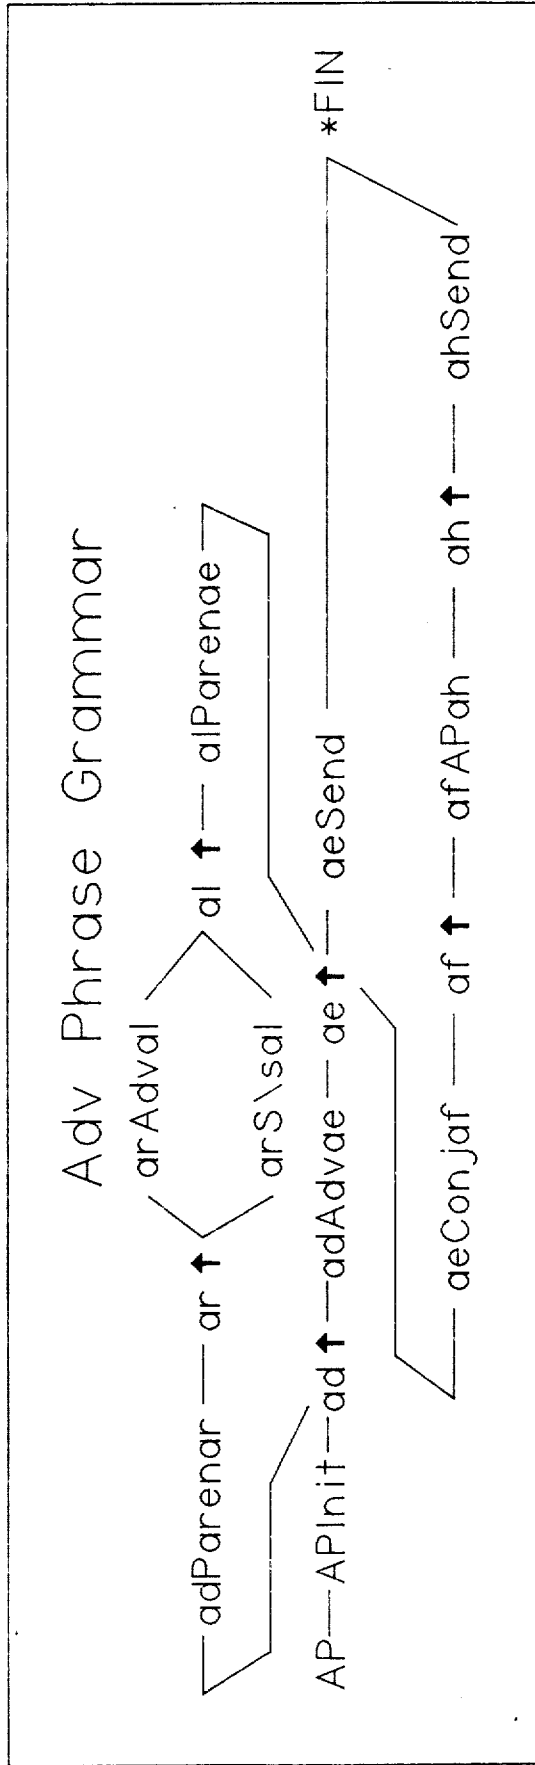 Adv Phrase Grammar
arAdval
adParenar ar ↑ al ↑ alParenae
arS\sal
AP APInit ad ↑ adAdvae ae ↑ aeSend *FIN
aeConjaf af ↑ afAPah ah ↑ ahSend